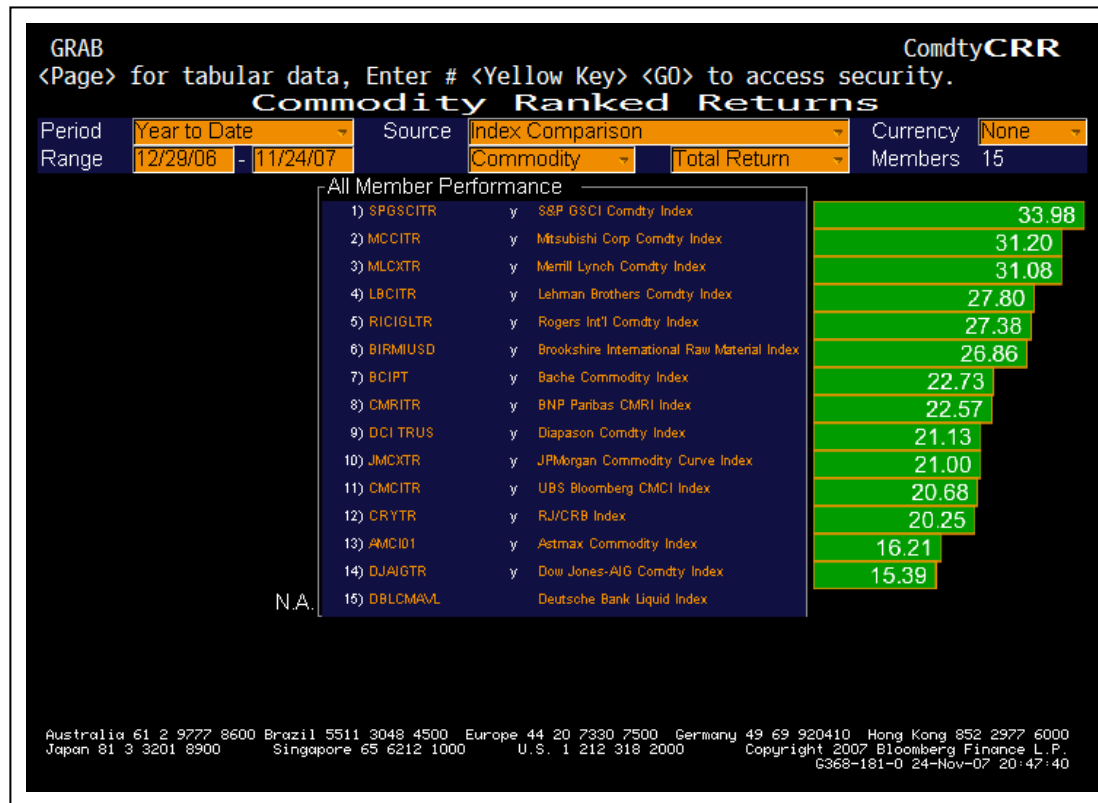 GRAB ComdtyCRR
<Page> for tabular data, Enter # <Yellow Key> <GO> to access security.
Commodity Ranked Returns
Period Year to Date Source Index Comparison Currency None
Range 12/29/06 - 11/24/07 Commodity Total Return Members 15
All Member Performance
1) SPGSCITR y S&P GSCI Comdty Index 33.98
2) MCCITR y Mitsubishi Corp Comdty Index 31.20
3) MLCXTR y Merrill Lynch Comdty Index 31.08
4) LBCITR y Lehman Brothers Comdty Index 27.80
5) RICIGLTR y Rogers Int'l Comdty Index 27.38
6) BIRMIUSD y Brookshire International Raw Material Index 26.86
7) BCIPT y Bache Commodity Index 22.73
8) CMRITR y BNP Paribas CMRI Index 22.57
9) DCI TRUS y Diapason Comdty Index 21.13
10) JMCXTR y JPMorgan Commodity Curve Index 21.00
11) CMCITR y UBS Bloomberg CMCI Index 20.68
12) CRYTR y RJ/CRB Index 20.25
13) AMCI01 y Astmax Commodity Index 16.21
14) DJAIGTR y Dow Jones-AIG Comdty Index 15.39
N.A. 15) DBLCMAVL Deutsche Bank Liquid Index
Australia 61 2 9777 8600 Brazil 5511 3048 4500 Europe 44 20 7330 7500 Germany 49 69 920410 Hong Kong 852 2977 6000
Japan 81 3 3201 8900 Singapore 65 6212 1000 U.S. 1 212 318 2000 Copyright 2007 Bloomberg Finance L.P.
G368-181-0 24-Nov-07 20:47:40